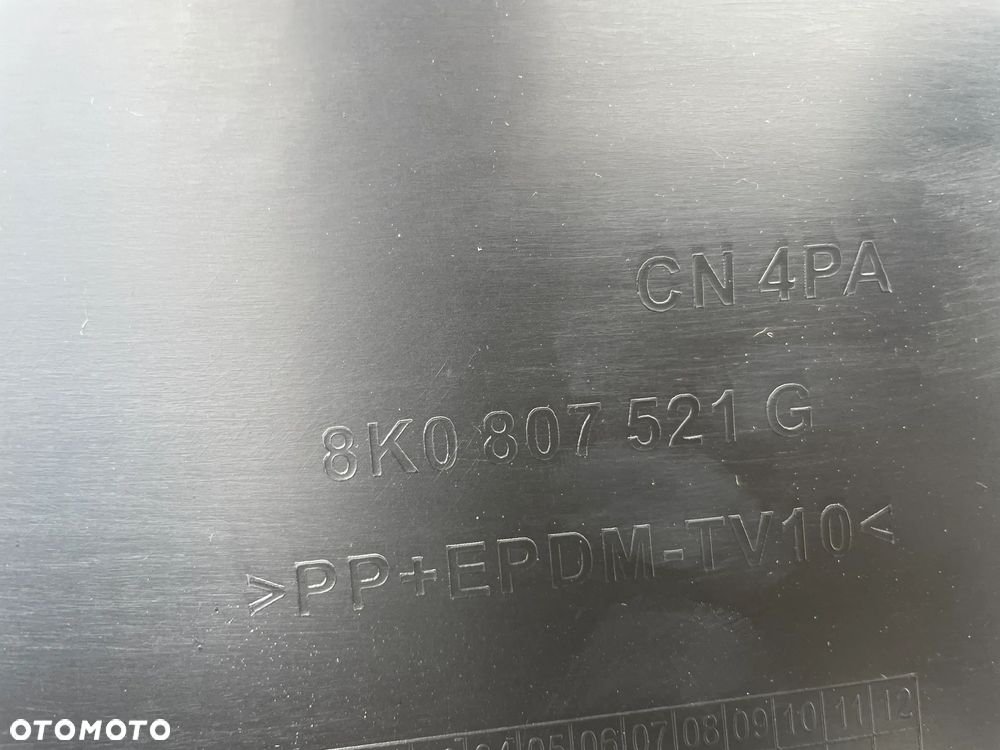 CN 4PA
8K0 807 521 G
>PP+EPDM-TV10<
04 05 06 07 08 09 10 11 12
OTOMOTO